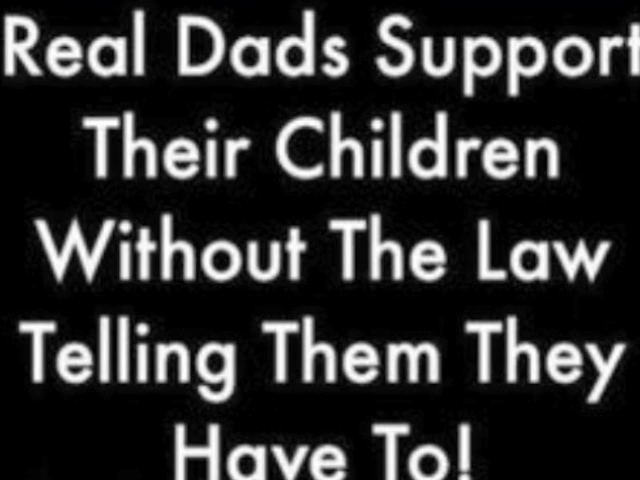 Real Dads Support
Their Children
Without The Law
Telling Them They
Have To!